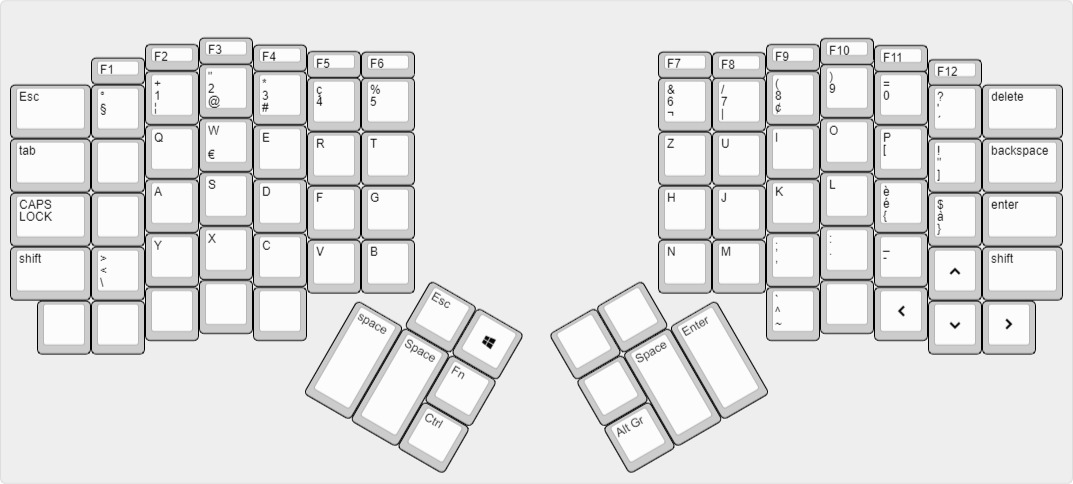 F1
F2
F3
F4
F5
F6
F7
F8
F9
F10
F11
F12
Esc
°
§
+
1
¦
"
2
@
*
3
#
ç
4
%
5
&
6
¬
/
7
|
(
8
¢
)
9
=
0
?
'
´
delete
tab
Q
W
€
E
R
T
Z
U
I
O
P
[
!
"
]
backspace
CAPS
LOCK
A
S
D
F
G
H
J
K
L
è
é
{
$
à
}
enter
shift
>
<
\
Y
X
C
V
B
N
M
;
,
:
.
_
-
shift
`
^
~
Esc
space
Space
Fn
Ctrl
Enter
Space
Alt Gr